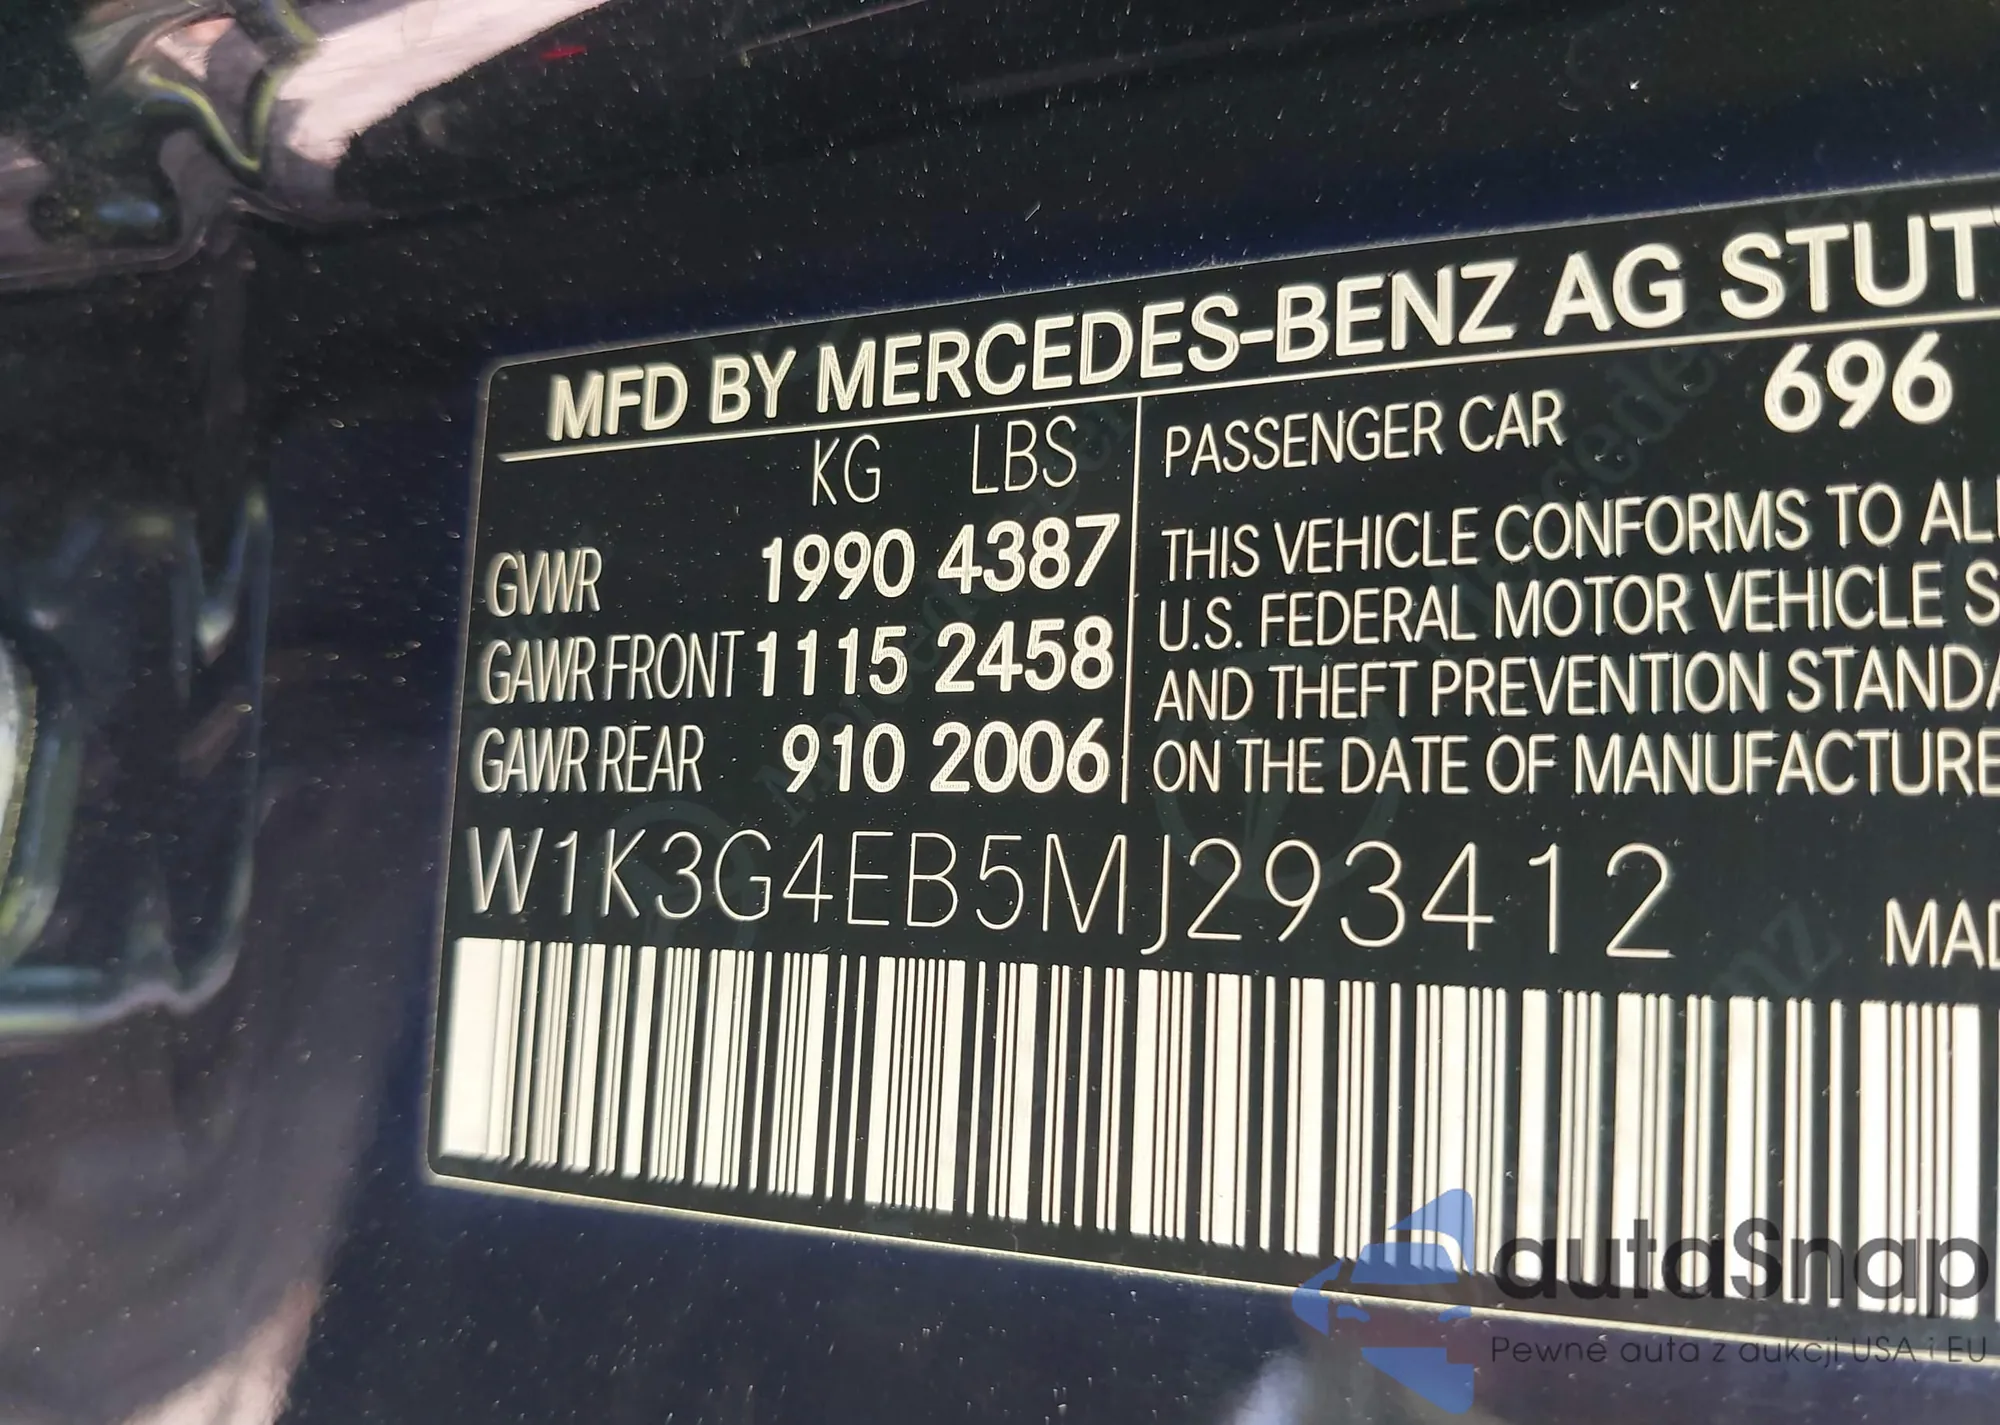 MFD BY MERCEDES-BENZ AG STUT
KG LBS
GVWR 1990 4387
GAWR FRONT 1115 2458
GAWR REAR 910 2006
PASSENGER CAR 696
THIS VEHICLE CONFORMS TO AL
U.S. FEDERAL MOTOR VEHICLE S
AND THEFT PREVENTION STANDA
ON THE DATE OF MANUFACTURE
W1K3G4EB5MJ293412
MAD
autaSnap
Pewne auta z aukcji USA i EU